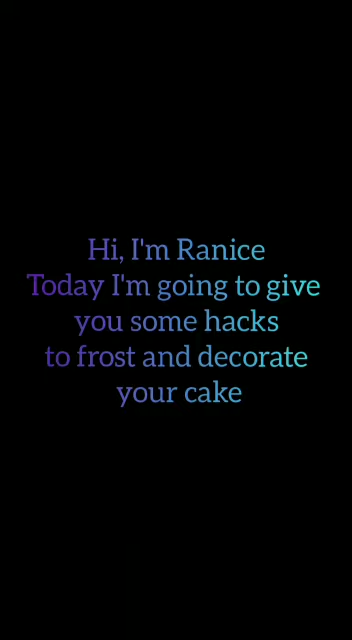 Hi, I'm Ranice
Today I'm going to give
you some hacks
to frost and decorate
your cake